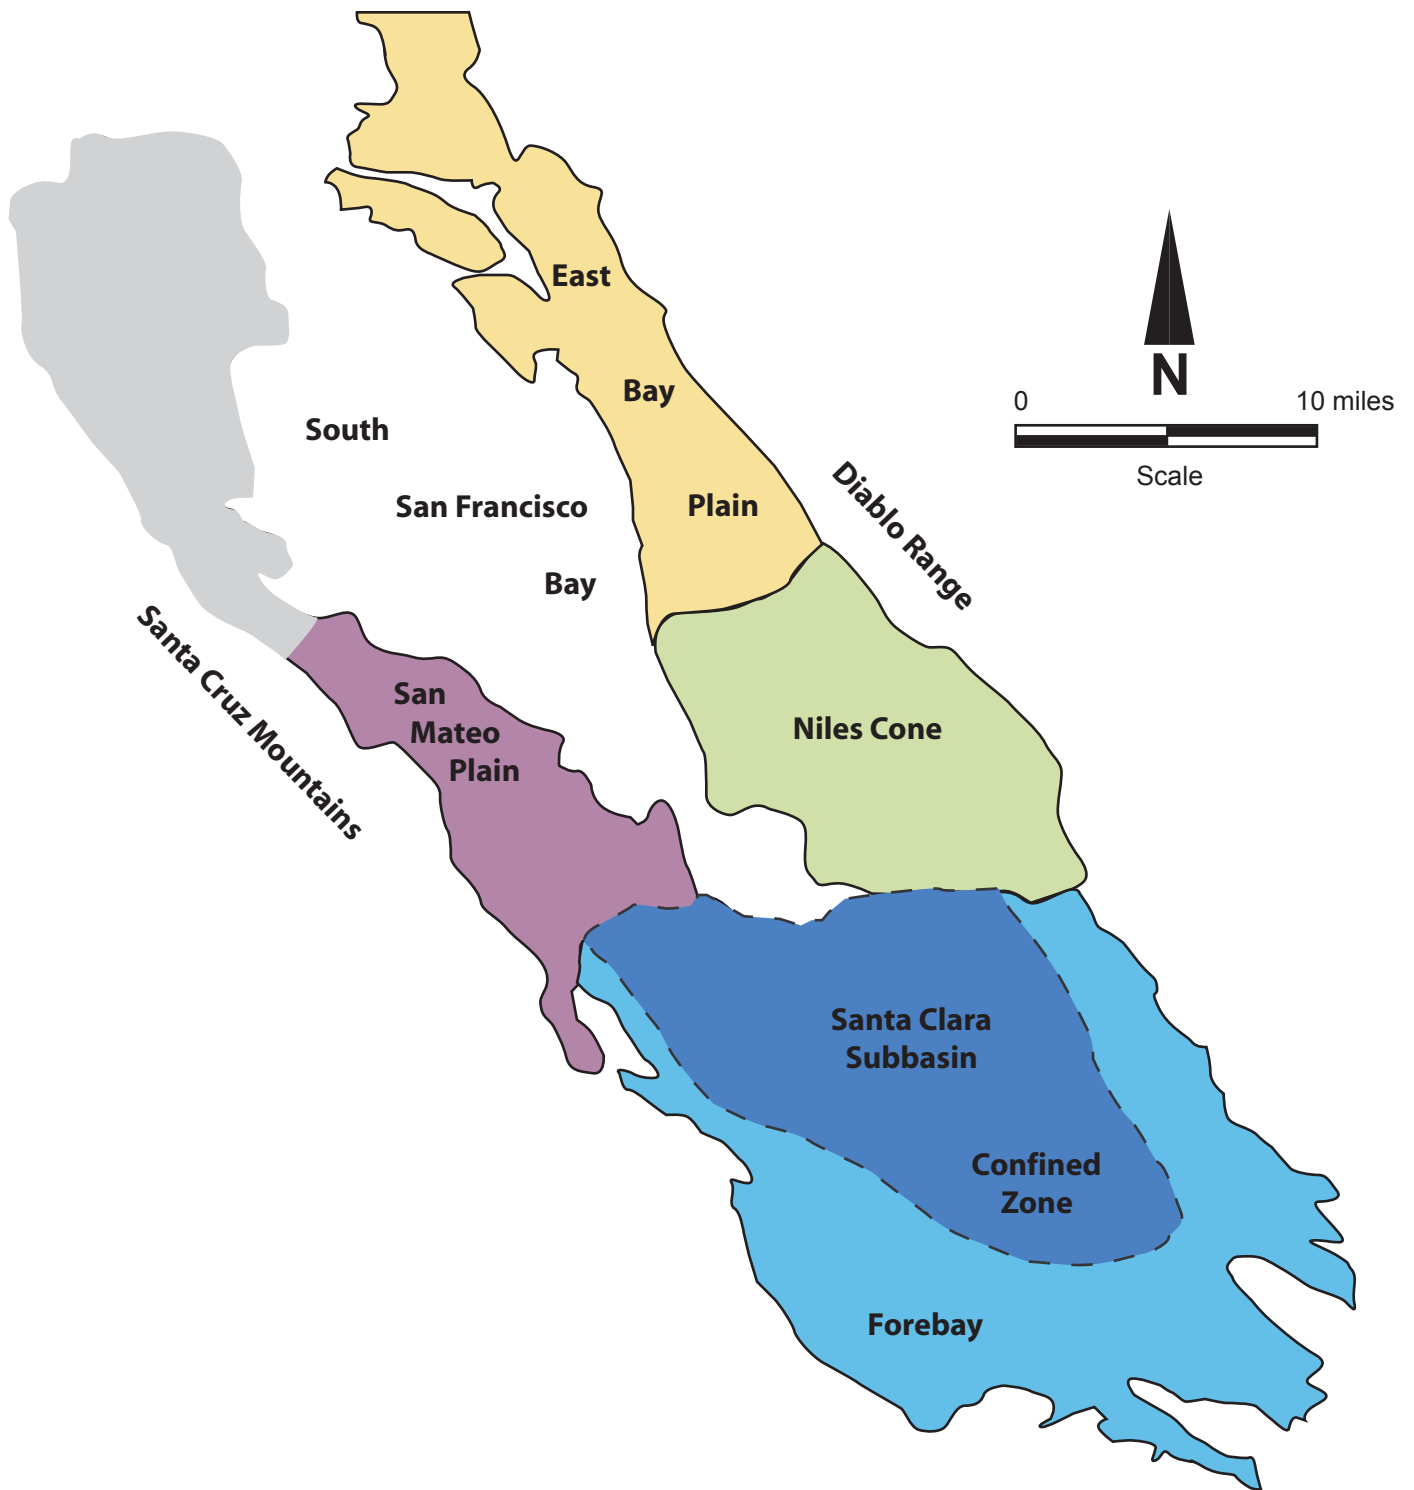 East
N
0 10 miles
Bay
South
Scale
Plain
San Francisco
Diablo Range
Bay
Santa Cruz Mountains
San
Mateo
Plain
Niles Cone
Santa Clara
Subbasin
Confined
Zone
Forebay